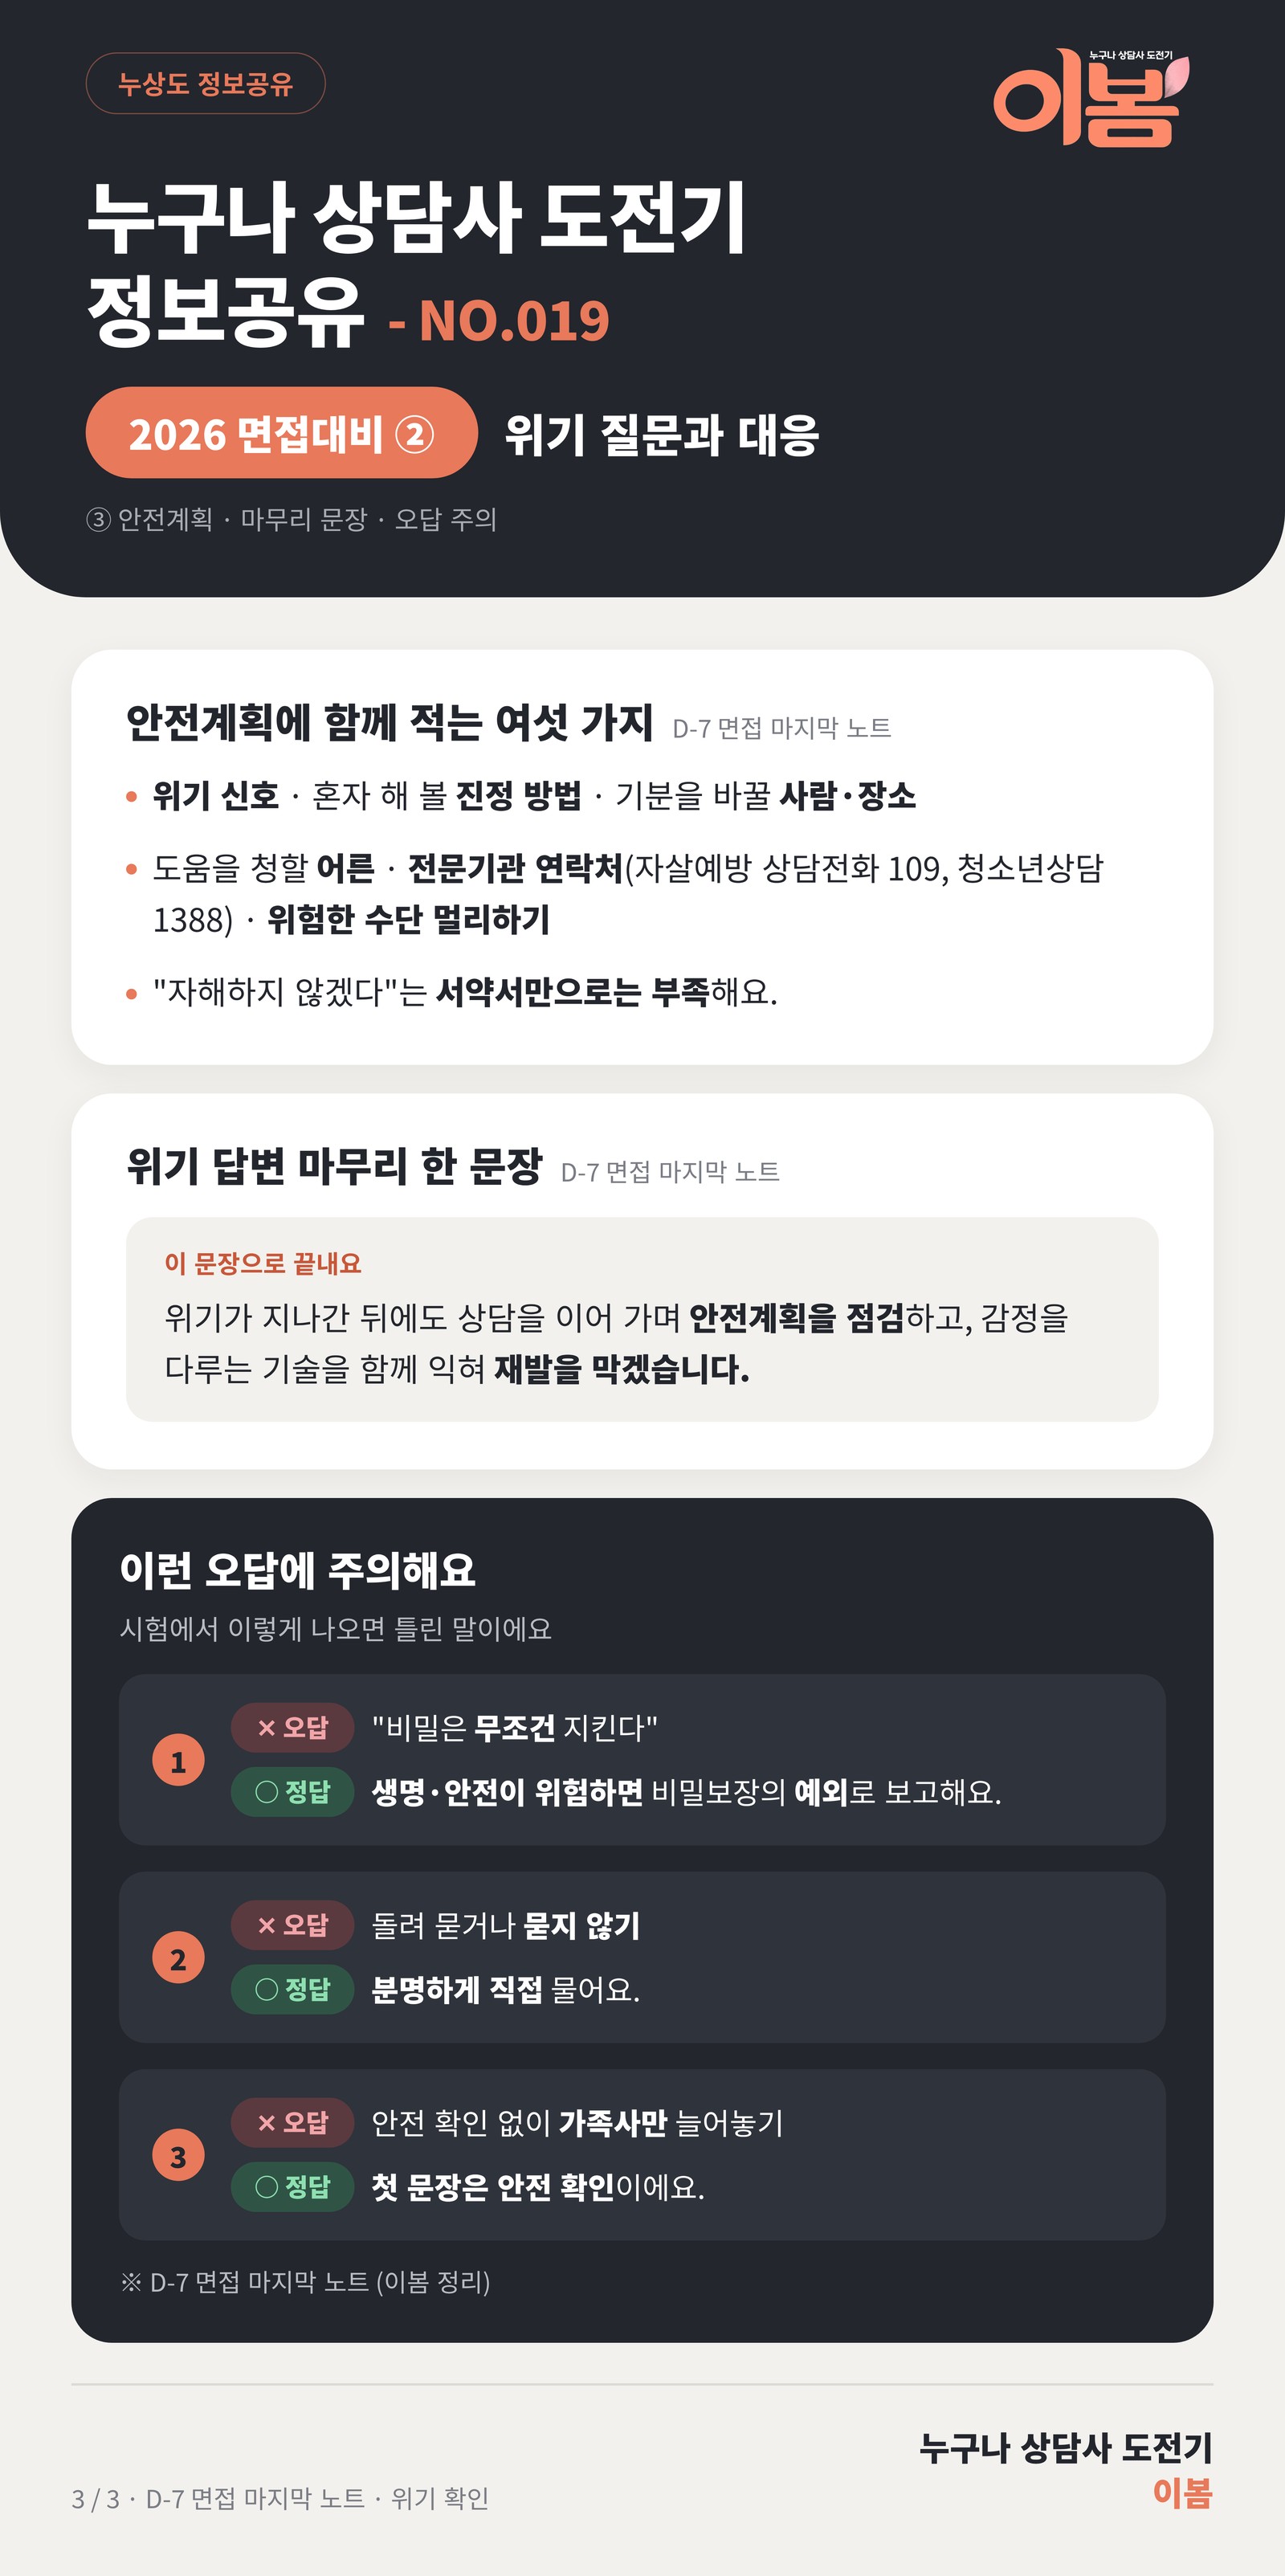 누상도 정보공유
누구나 상담사 도전기
이봄
누구나 상담사 도전기
정보공유 - NO.019
2026 면접대비 ② 위기 질문과 대응
③ 안전계획 · 마무리 문장 · 오답 주의
안전계획에 함께 적는 여섯 가지 D-7 면접 마지막 노트
• 위기 신호 · 혼자 해 볼 진정 방법 · 기분을 바꿀 사람·장소
• 도움을 청할 어른 · 전문기관 연락처(자살예방 상담전화 109, 청소년상담
1388) · 위험한 수단 멀리하기
• "자해하지 않겠다"는 서약서만으로는 부족해요.
위기 답변 마무리 한 문장 D-7 면접 마지막 노트
이 문장으로 끝내요
위기가 지나간 뒤에도 상담을 이어 가며 안전계획을 점검하고, 감정을
다루는 기술을 함께 익혀 재발을 막겠습니다.
이런 오답에 주의해요
시험에서 이렇게 나오면 틀린 말이에요
1
✕ 오답 "비밀은 무조건 지킨다"
○ 정답 생명·안전이 위험하면 비밀보장의 예외로 보고해요.
2
✕ 오답 돌려 묻거나 묻지 않기
○ 정답 분명하게 직접 물어요.
3
✕ 오답 안전 확인 없이 가족사만 늘어놓기
○ 정답 첫 문장은 안전 확인이에요.
※ D-7 면접 마지막 노트 (이봄 정리)
누구나 상담사 도전기
3 / 3 · D-7 면접 마지막 노트 · 위기 확인
이봄